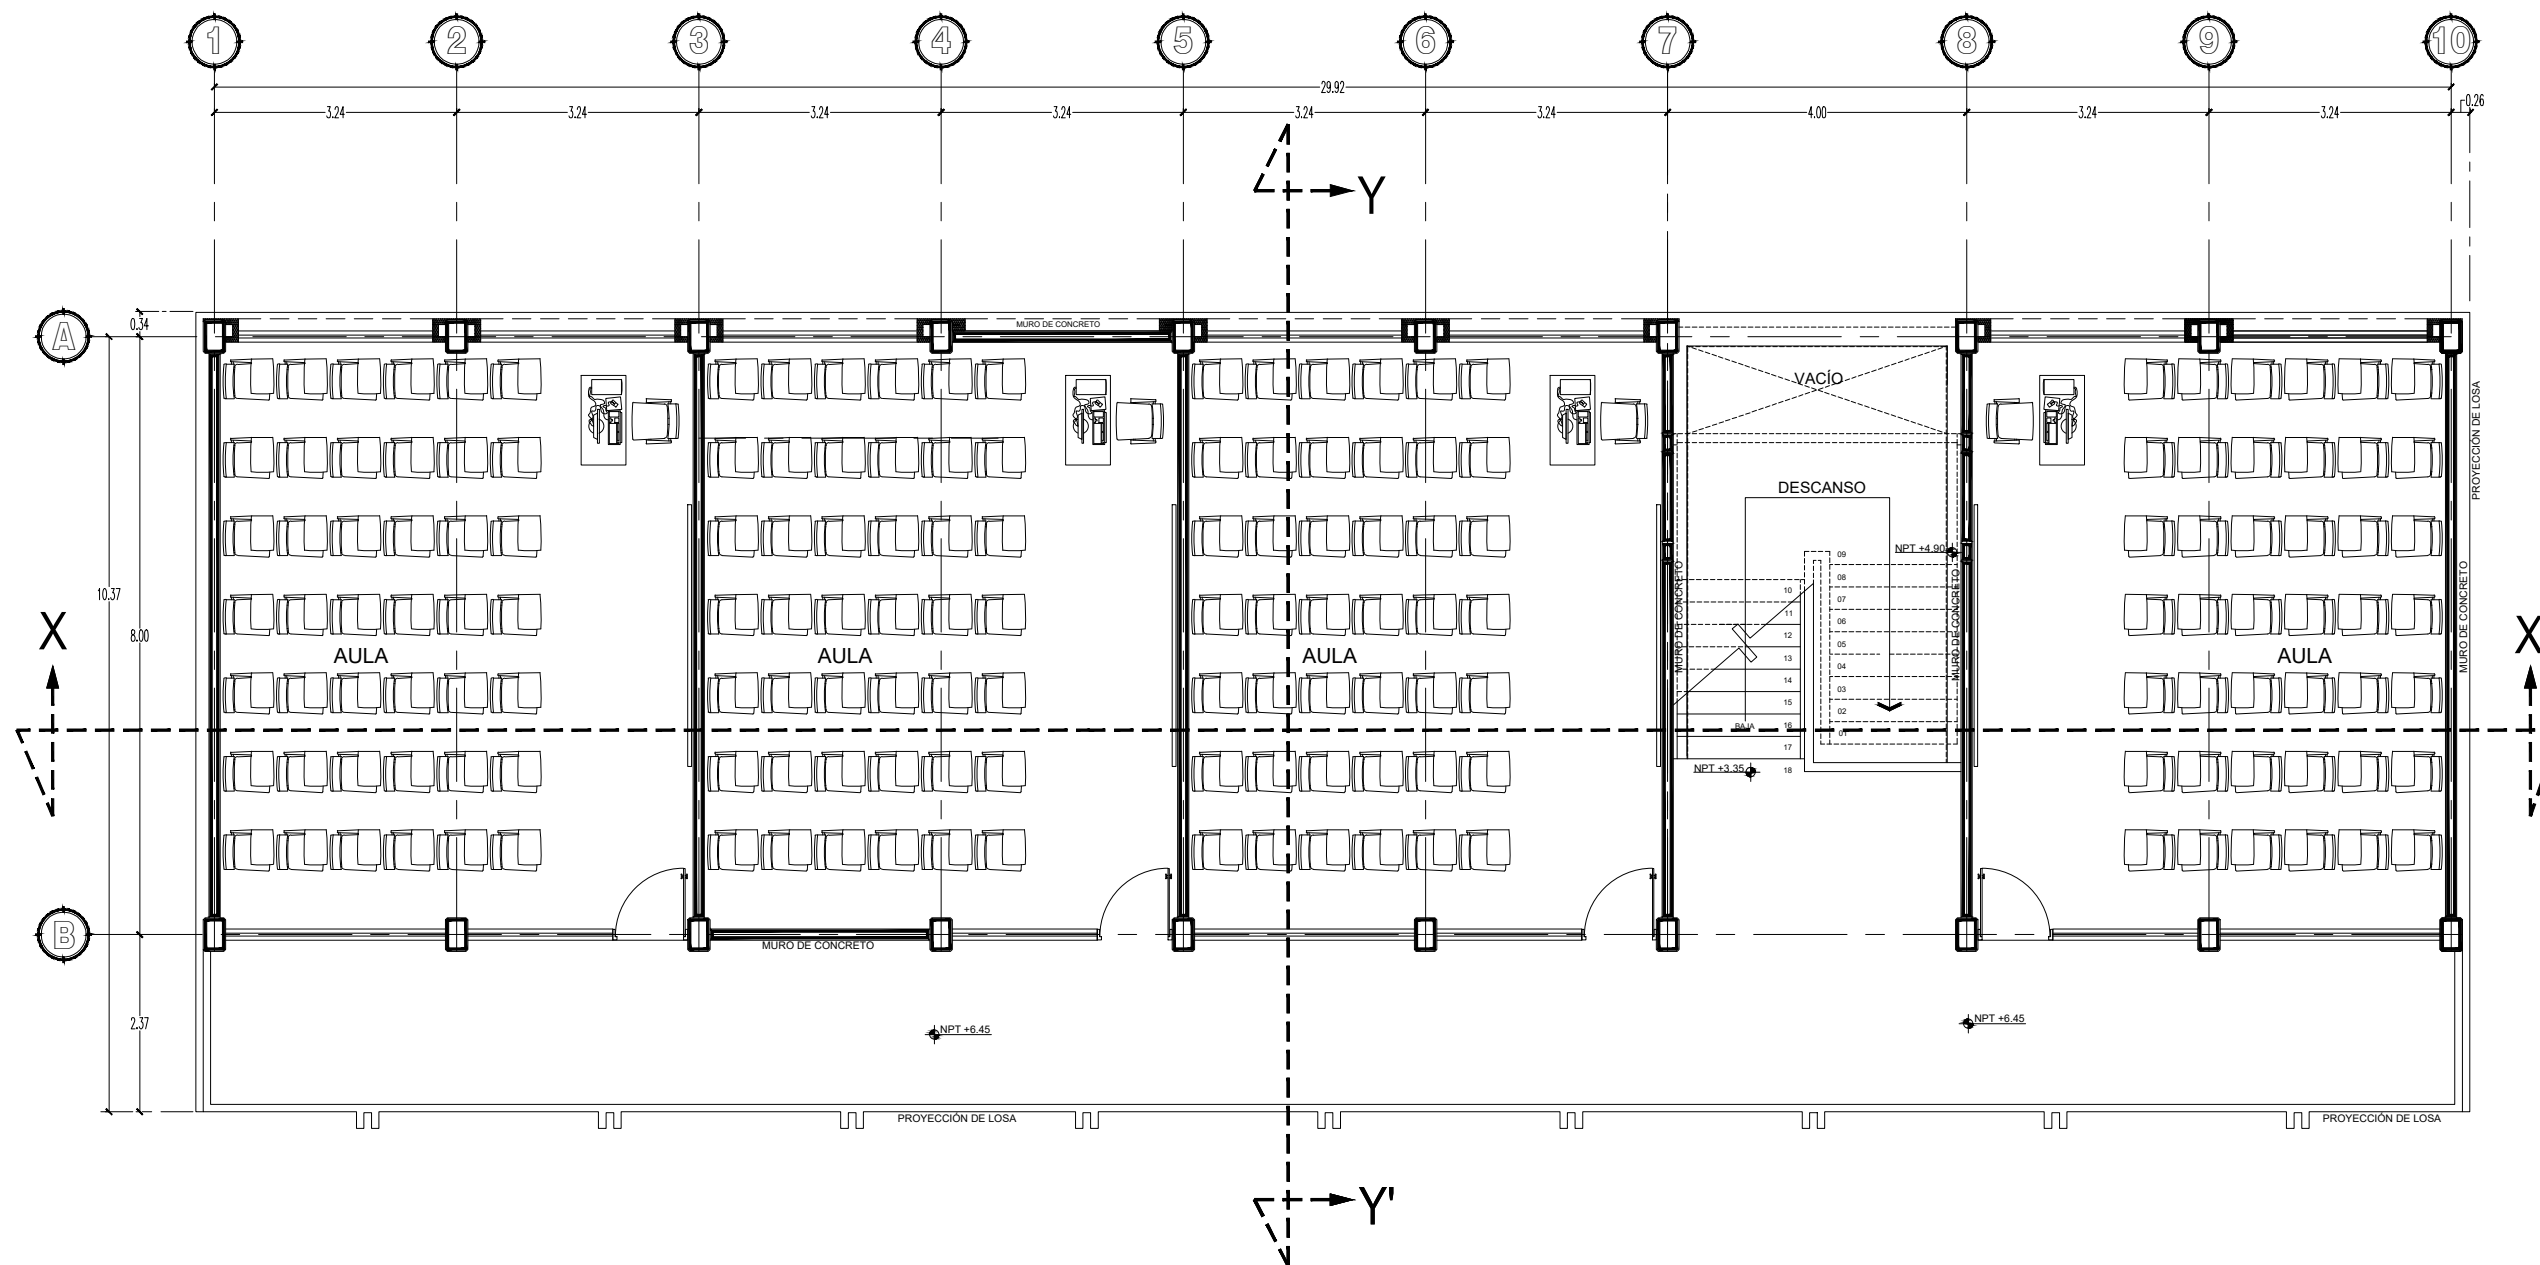 1 2 3 4 5 6 7 8 9 10
29.92
3.24 3.24 3.24 3.24 3.24 3.24 4.00 3.24 3.24 0.26
Y
A
0.34
MURO DE CONCRETO
VACÍO
PROYECCIÓN DE LOSA
DESCANSO
NPT +4.90
09
08
07
06
05
04
03
02
01
10
11
12
13
14
15
16
17
18
MURO DE CONCRETO
MURO DE CONCRETO
MURO DE CONCRETO
10.37
8.00
X
X
AULA
AULA
AULA
AULA
BAJA
NPT +3.35
B
MURO DE CONCRETO
2.37
NPT +6.45
NPT +6.45
PROYECCIÓN DE LOSA
PROYECCIÓN DE LOSA
Y'